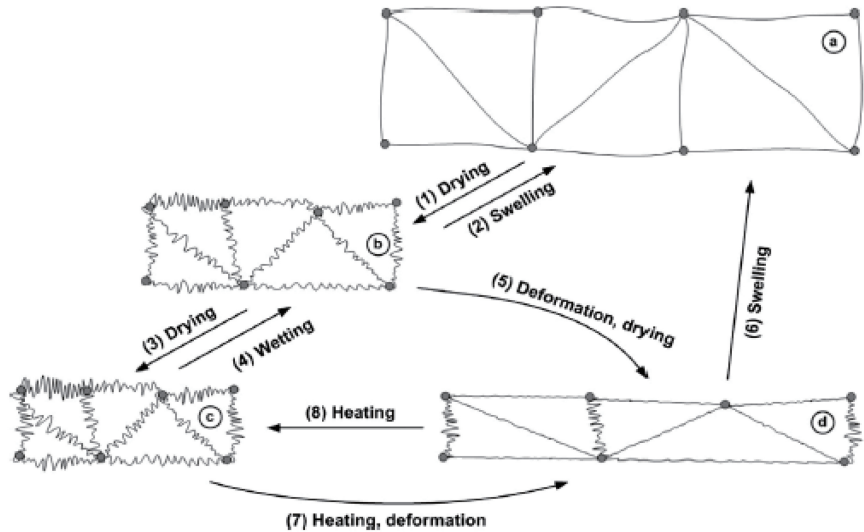 a
(1) Drying
(2) Swelling
b
(3) Drying
(4) Wetting
(5) Deformation, drying
(6) Swelling
c
(8) Heating
d
(7) Heating, deformation